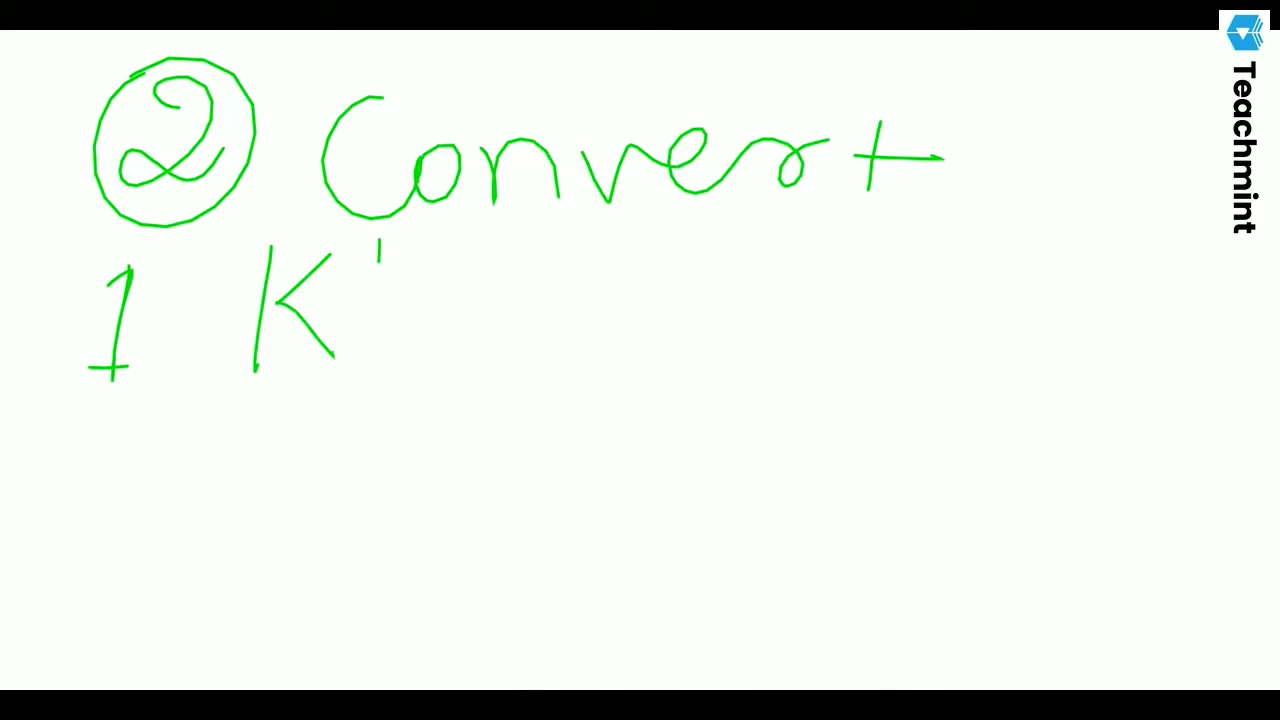 ② Convert
1 K'
Teachmint